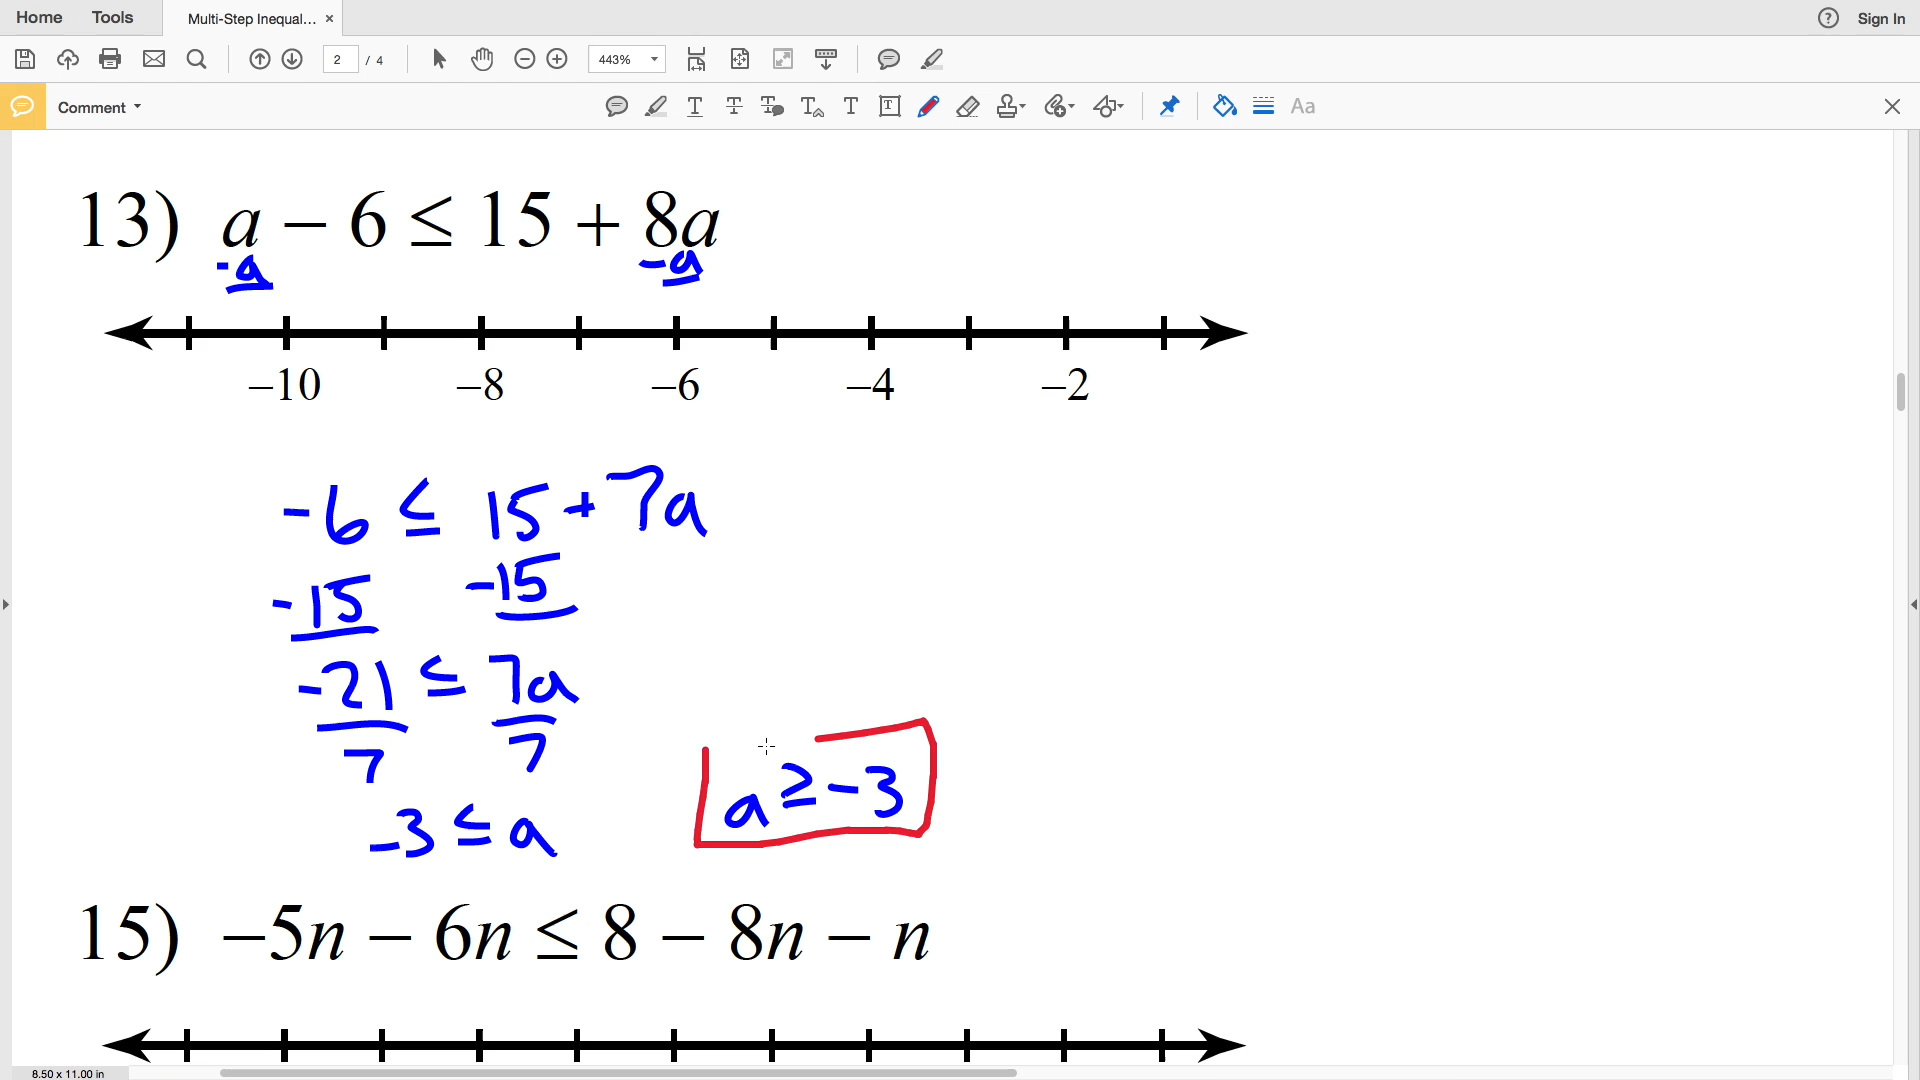 Home Tools Multi-Step Inequal... × ? Sign In
2 / 4 443%
Comment T T T T T T Aa
13) a − 6 ≤ 15 + 8a
-a -a
−10 −8 −6 −4 −2
-6 ≤ 15 + 7a
-15 -15
-21 ≤ 7a
7 7
a ≥ -3
-3 ≤ a
15) −5n − 6n ≤ 8 − 8n − n
8.50 x 11.00 in